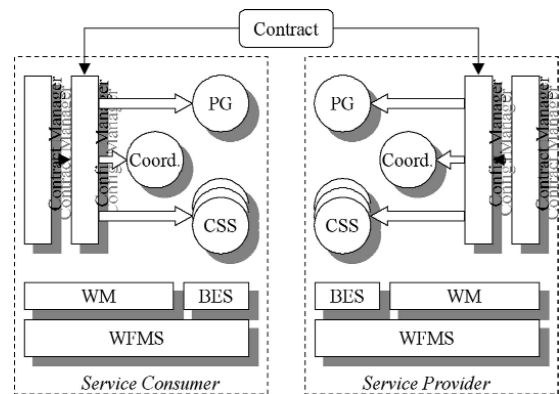 Contract
Contract Manager
Config. Manager
PG
Coord.
CSS
WM
BES
WFMS
Service Consumer
PG
Coord.
CSS
Config. Manager
Contract Manager
BES
WM
WFMS
Service Provider